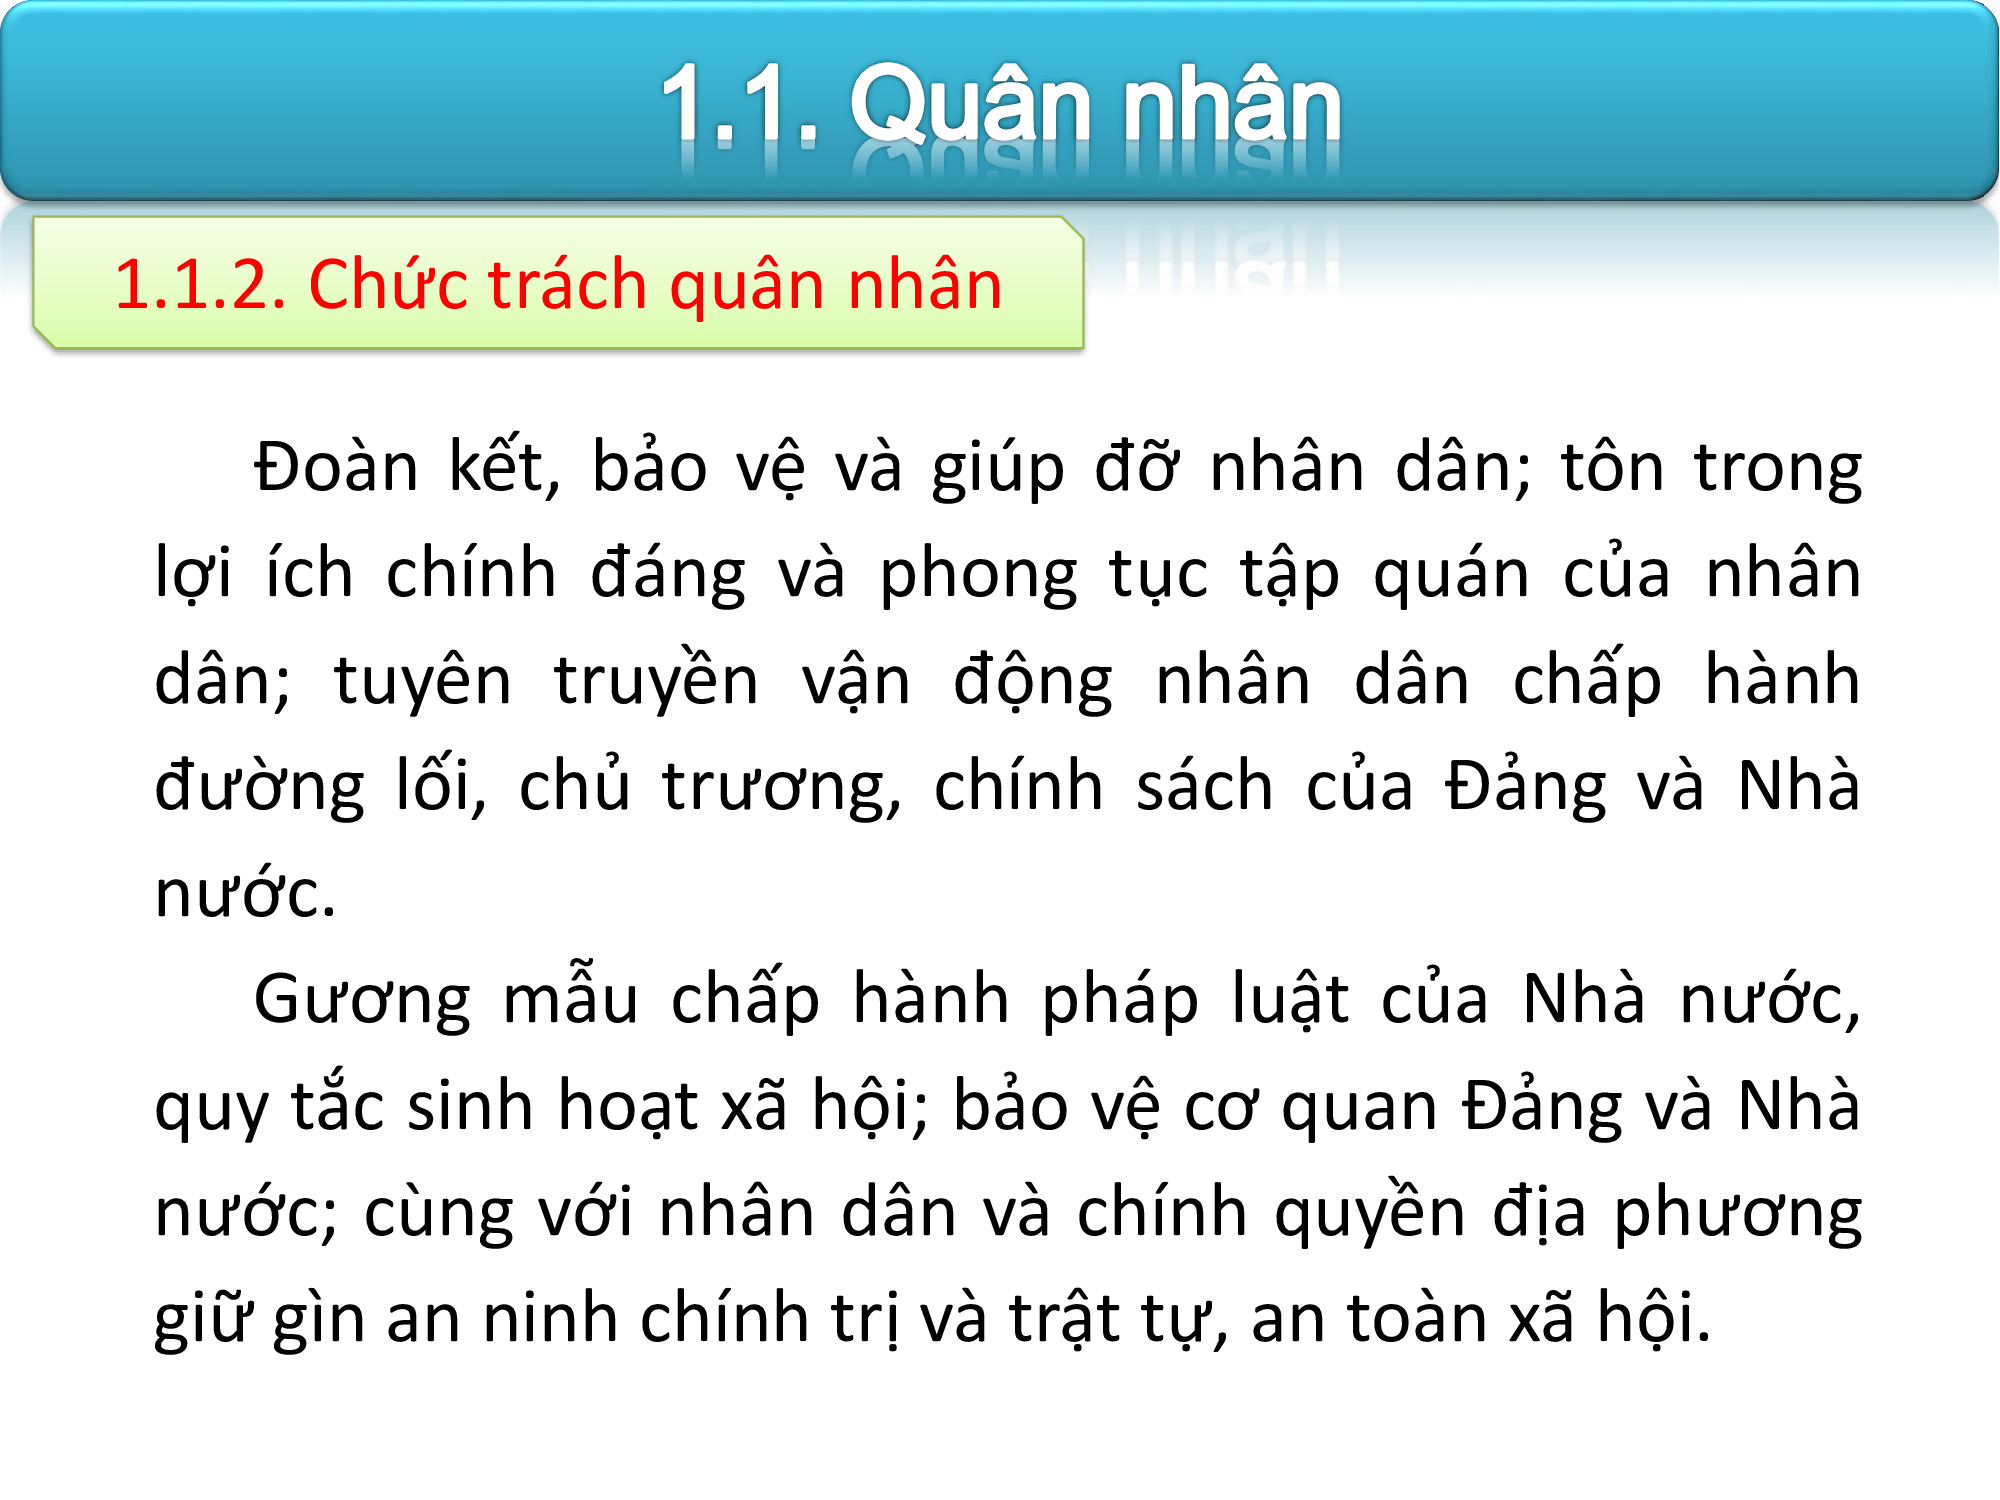 1.1. Quân nhân
1.1.2. Chức trách quân nhân
Đoàn kết, bảo vệ và giúp đỡ nhân dân; tôn trong
lợi ích chính đáng và phong tục tập quán của nhân
dân; tuyên truyền vận động nhân dân chấp hành
đường lối, chủ trương, chính sách của Đảng và Nhà
nước.
Gương mẫu chấp hành pháp luật của Nhà nước,
quy tắc sinh hoạt xã hội; bảo vệ cơ quan Đảng và Nhà
nước; cùng với nhân dân và chính quyền địa phương
giữ gìn an ninh chính trị và trật tự, an toàn xã hội.